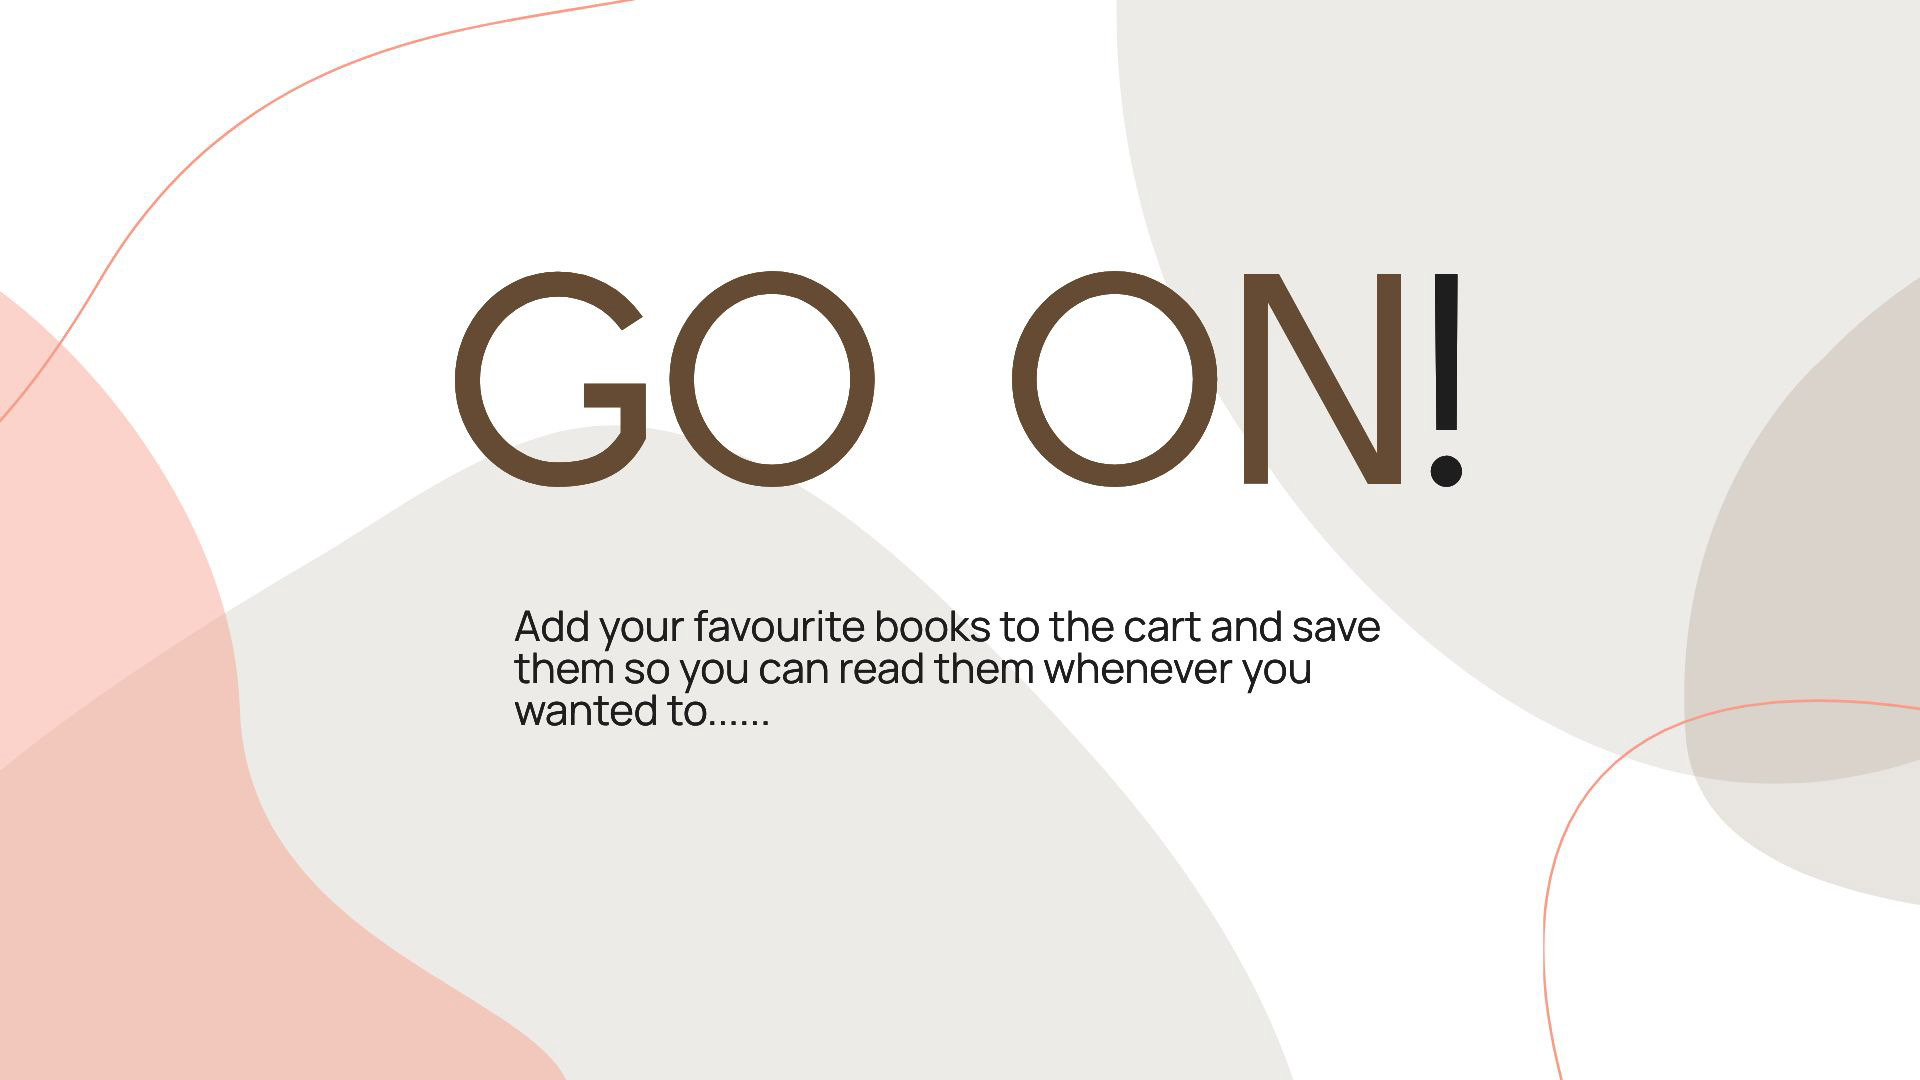 GO ON!
Add your favourite books to the cart and save
them so you can read them whenever you
wanted to......